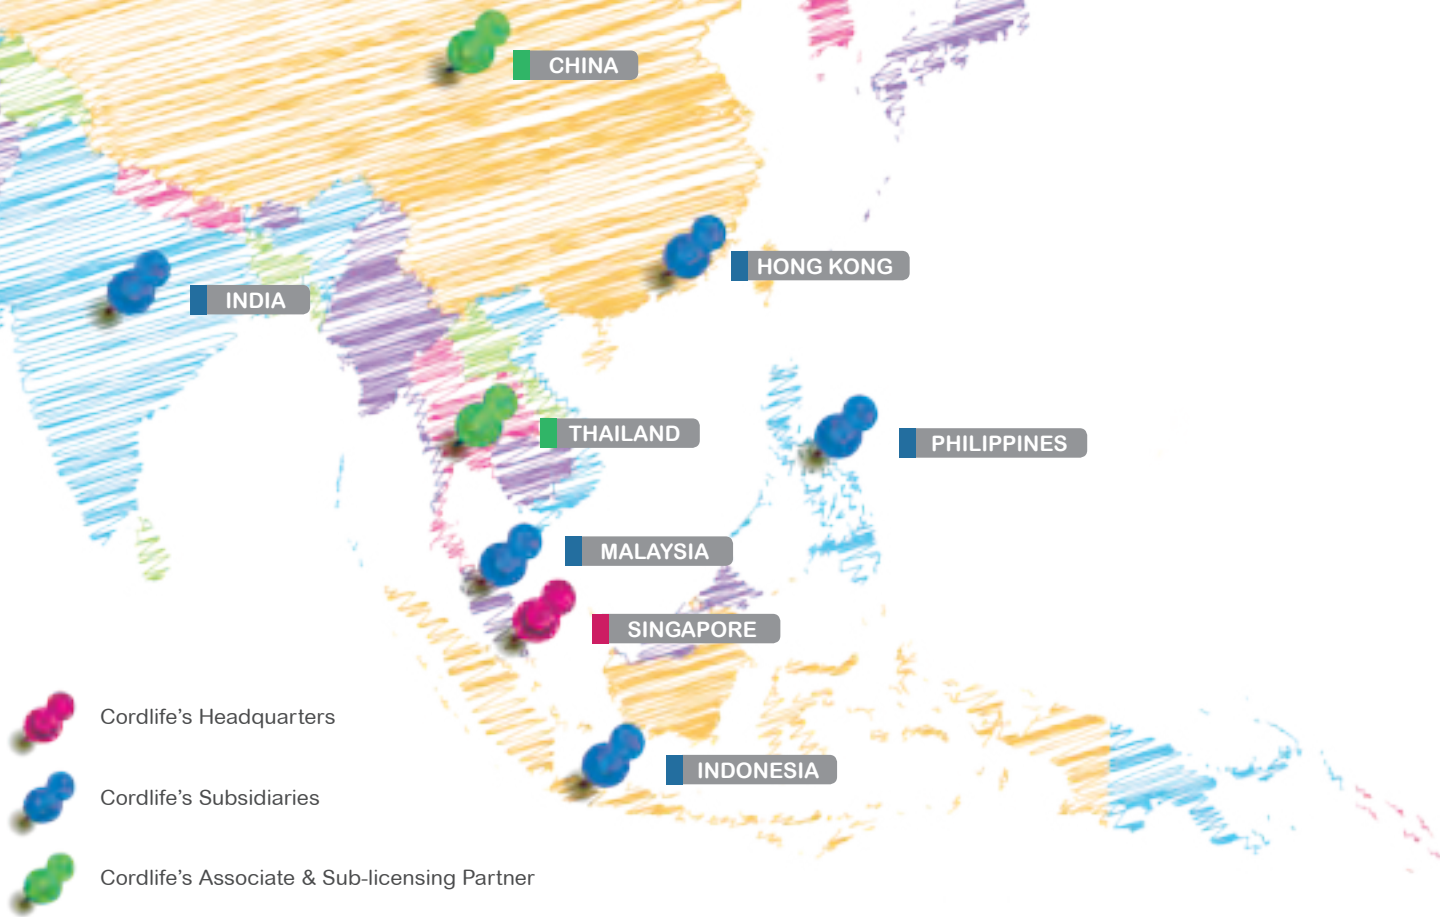 CHINA
HONG KONG
INDIA
THAILAND
PHILIPPINES
MALAYSIA
SINGAPORE
INDONESIA
Cordlife’s Headquarters
Cordlife’s Subsidiaries
Cordlife’s Associate & Sub-licensing Partner